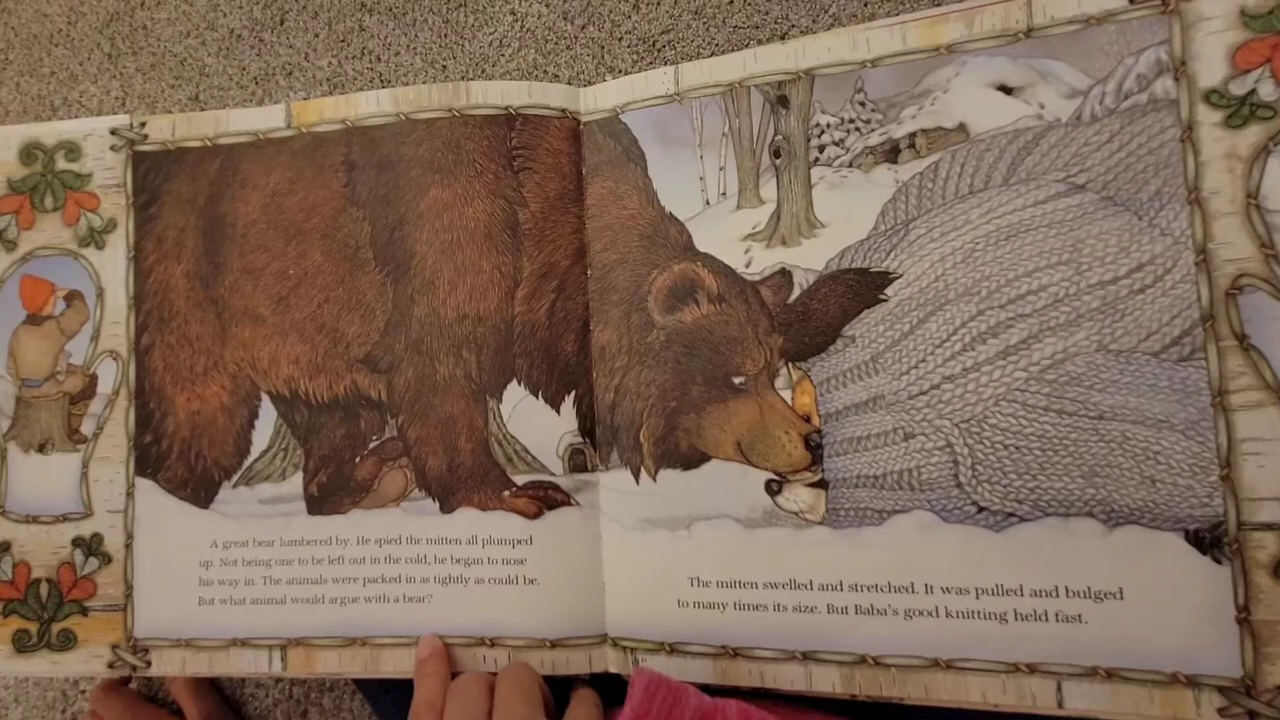 A great bear lumbered by. He spied the mitten all plumped
up. Not being one to be left out in the cold, he began to nose
his way in. The animals were packed in as tightly as could be.
But what animal would argue with a bear?
The mitten swelled and stretched. It was pulled and bulged
to many times its size. But Baba's good knitting held fast.